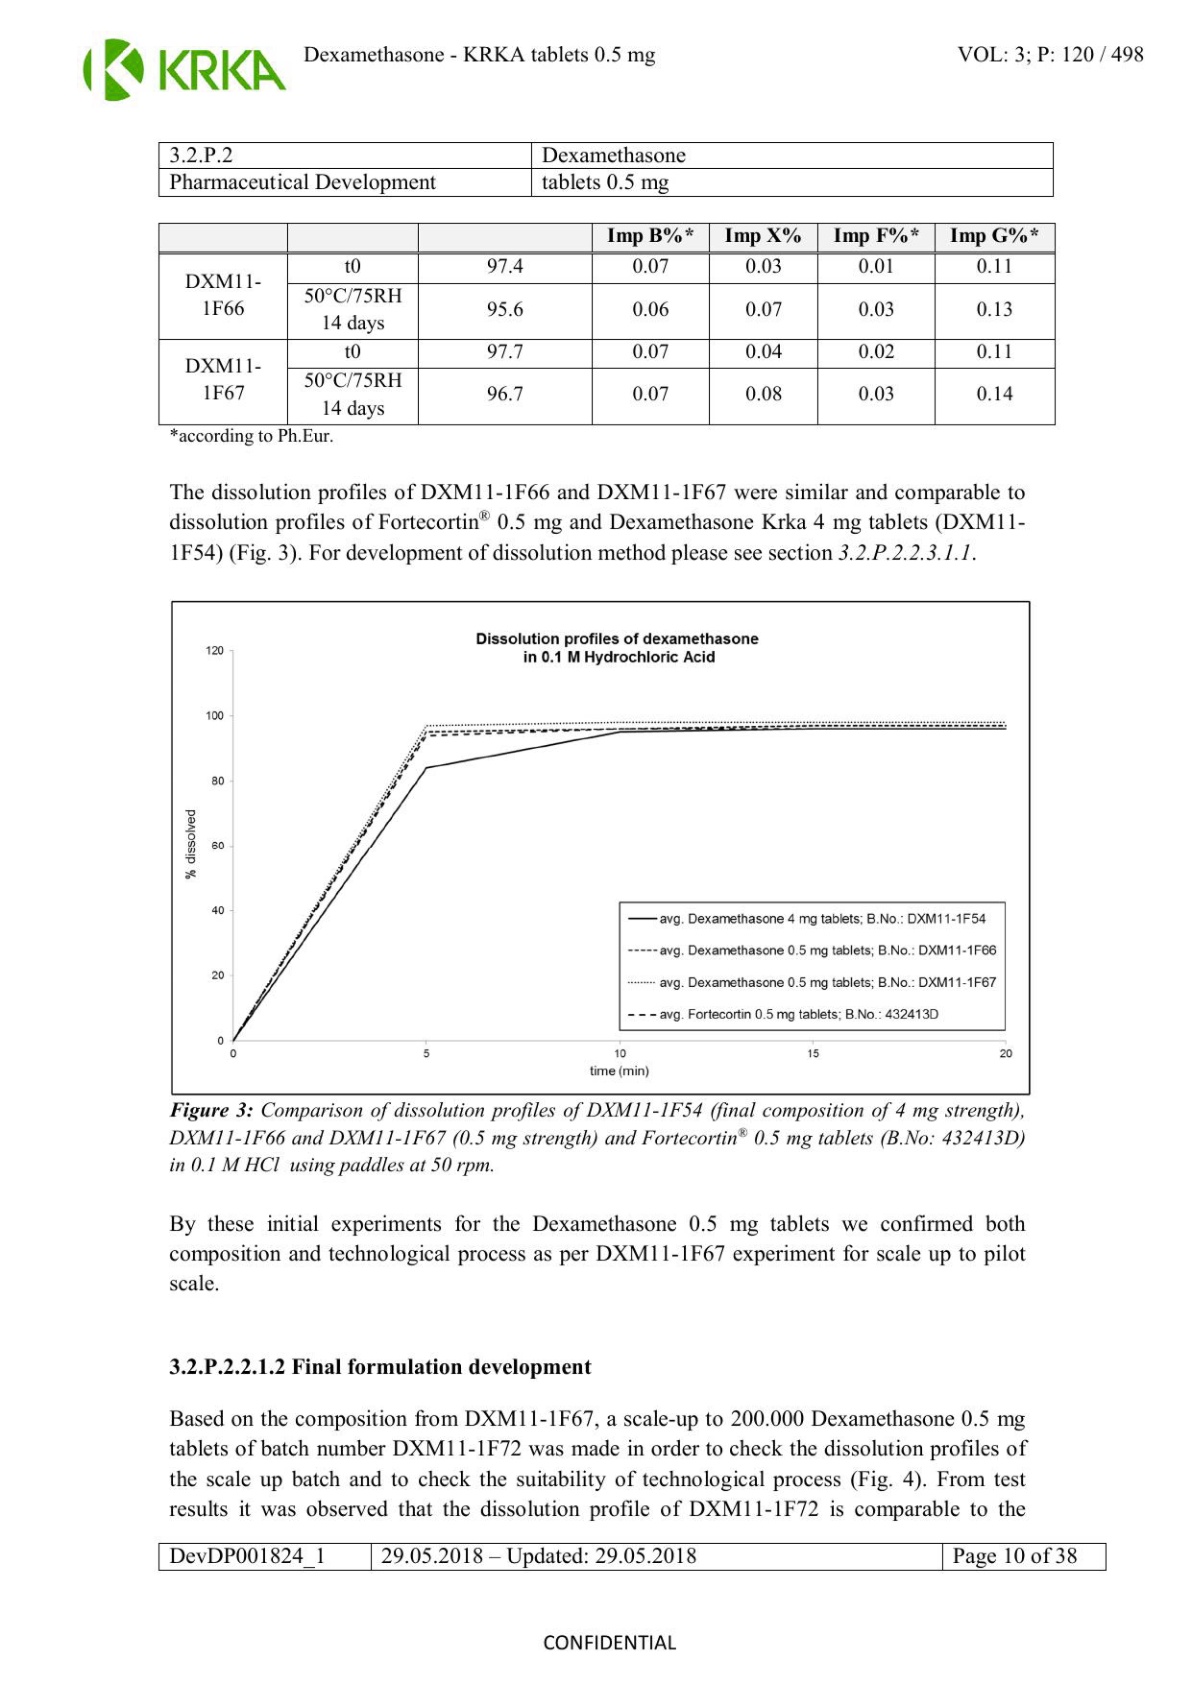 KRKA
Dexamethasone - KRKA tablets 0.5 mg
VOL: 3; P: 120 / 498
3.2.P.2
Dexamethasone
Pharmaceutical Development
tablets 0.5 mg
Imp B%* Imp X% Imp F%* Imp G%*
DXM11-
1F66
t0 97.4 0.07 0.03 0.01 0.11
50°C/75RH
14 days
95.6 0.06 0.07 0.03 0.13
DXM11-
1F67
t0 97.7 0.07 0.04 0.02 0.11
50°C/75RH
14 days
96.7 0.07 0.08 0.03 0.14
*according to Ph.Eur.
The dissolution profiles of DXM11-1F66 and DXM11-1F67 were similar and comparable to
dissolution profiles of Fortecortin® 0.5 mg and Dexamethasone Krka 4 mg tablets (DXM11-
1F54) (Fig. 3). For development of dissolution method please see section 3.2.P.2.2.3.1.1.
Dissolution profiles of dexamethasone
in 0.1 M Hydrochloric Acid
120
100
80
60
40
20
0
% dissolved
avg. Dexamethasone 4 mg tablets; B.No.: DXM11-1F54
avg. Dexamethasone 0.5 mg tablets; B.No.: DXM11-1F66
avg. Dexamethasone 0.5 mg tablets; B.No.: DXM11-1F67
avg. Fortecortin 0.5 mg tablets; B.No.: 432413D
0 5 10 15 20
time (min)
Figure 3: Comparison of dissolution profiles of DXM11-1F54 (final composition of 4 mg strength),
DXM11-1F66 and DXM11-1F67 (0.5 mg strength) and Fortecortin® 0.5 mg tablets (B.No: 432413D)
in 0.1 M HCl using paddles at 50 rpm.
By these initial experiments for the Dexamethasone 0.5 mg tablets we confirmed both
composition and technological process as per DXM11-1F67 experiment for scale up to pilot
scale.
3.2.P.2.2.1.2 Final formulation development
Based on the composition from DXM11-1F67, a scale-up to 200.000 Dexamethasone 0.5 mg
tablets of batch number DXM11-1F72 was made in order to check the dissolution profiles of
the scale up batch and to check the suitability of technological process (Fig. 4). From test
results it was observed that the dissolution profile of DXM11-1F72 is comparable to the
DevDP001824_1
29.05.2018 – Updated: 29.05.2018
Page 10 of 38
CONFIDENTIAL